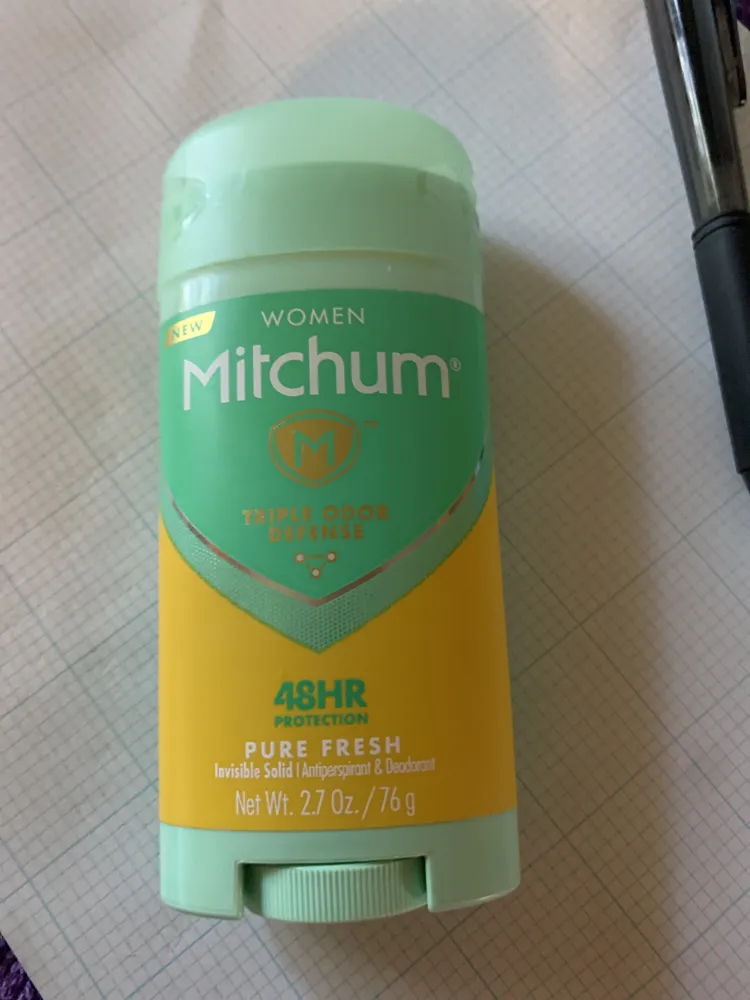 NEW
WOMEN
Mitchum®
M™
TRIPLE ODOR
DEFENSE
48HR
PROTECTION
PURE FRESH
Invisible Solid | Antiperspirant & Deodorant
Net Wt. 2.7 Oz. / 76 g